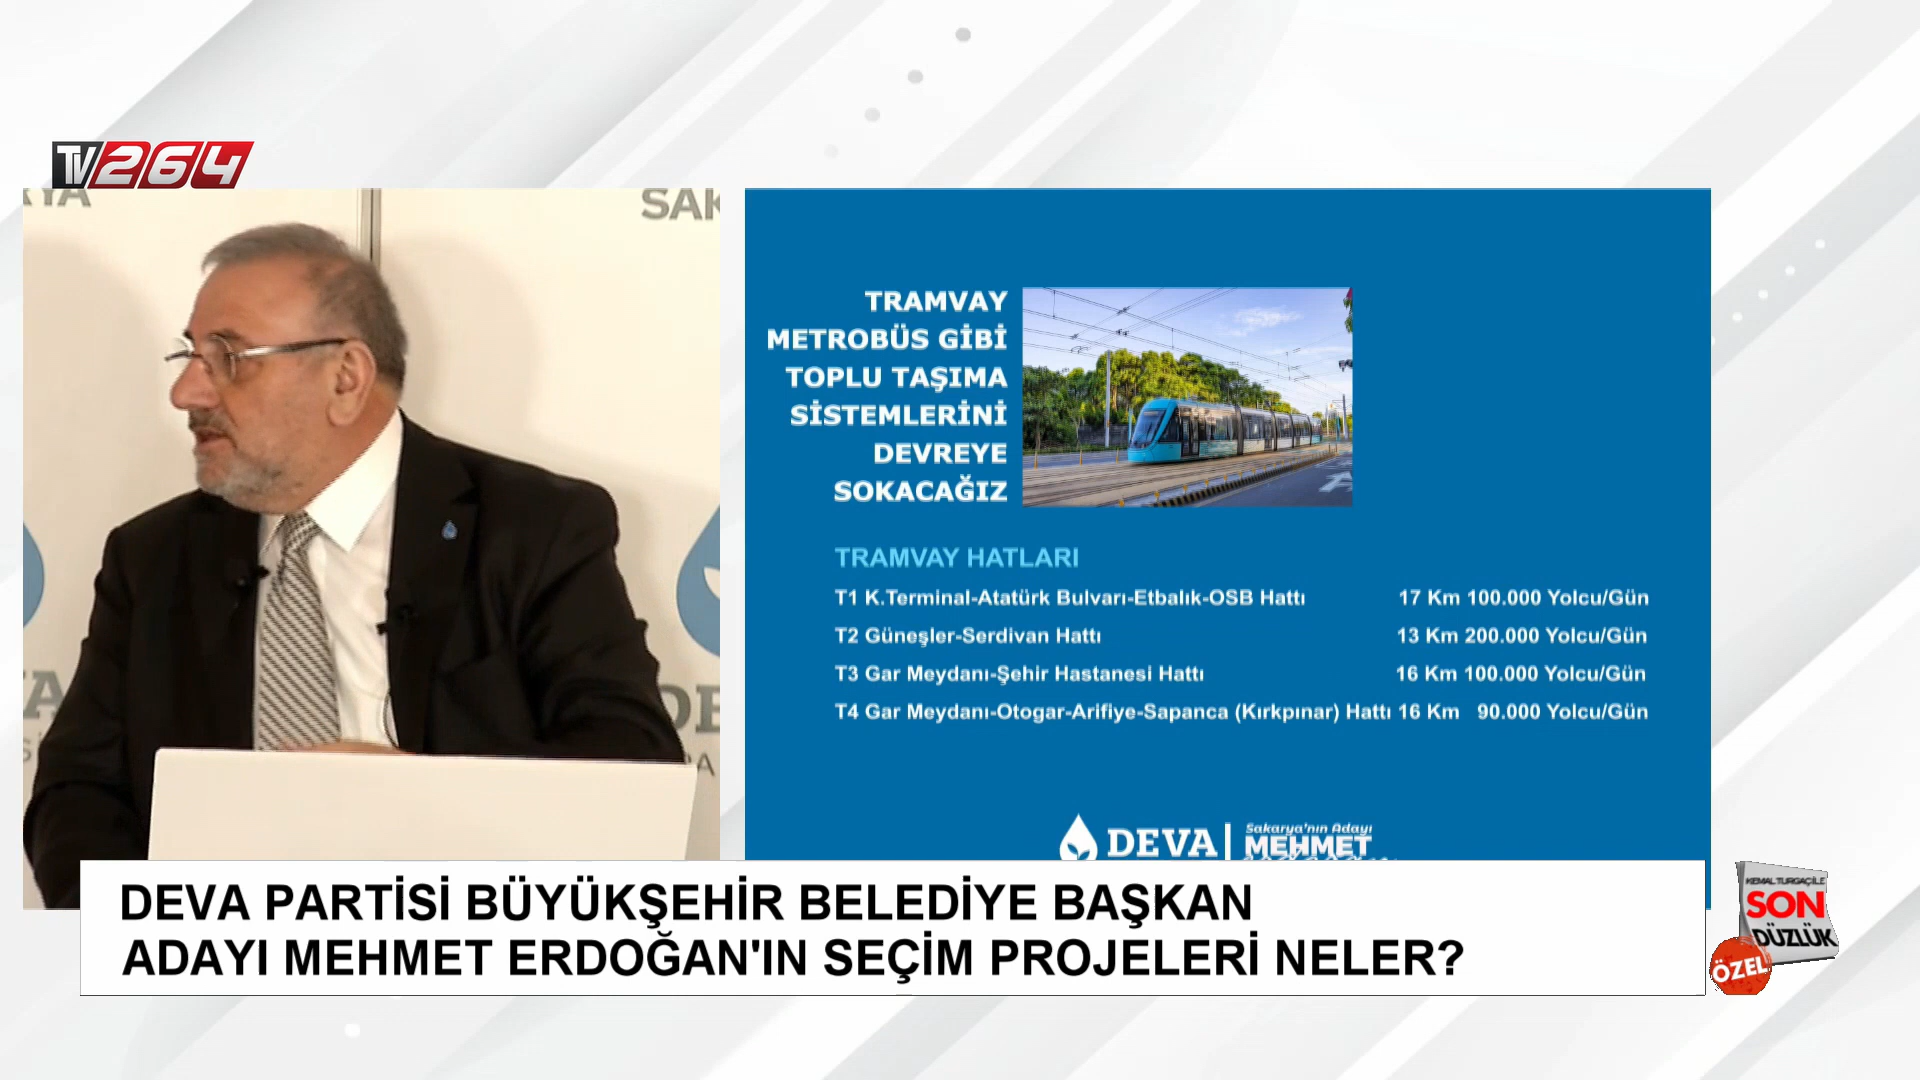 TV264
SAK
TRAMVAY
METROBÜS GİBİ
TOPLU TAŞIMA
SİSTEMLERİNİ
DEVREYE
SOKACAĞIZ
TRAMVAY HATLARI
T1 K.Terminal-Atatürk Bulvarı-Etbalık-OSB Hattı 17 Km 100.000 Yolcu/Gün
T2 Güneşler-Serdivan Hattı 13 Km 200.000 Yolcu/Gün
T3 Gar Meydanı-Şehir Hastanesi Hattı 16 Km 100.000 Yolcu/Gün
T4 Gar Meydanı-Otogar-Arifiye-Sapanca (Kırkpınar) Hattı 16 Km 90.000 Yolcu/Gün
DEVA
Sakarya'nın Adayı
MEHMET
DEVA PARTİSİ BÜYÜKŞEHİR BELEDİYE BAŞKAN
ADAYI MEHMET ERDOĞAN'IN SEÇİM PROJELERİ NELER?
KEMAL TURGAÇ İLE
SON
DÜZLÜK
ÖZEL